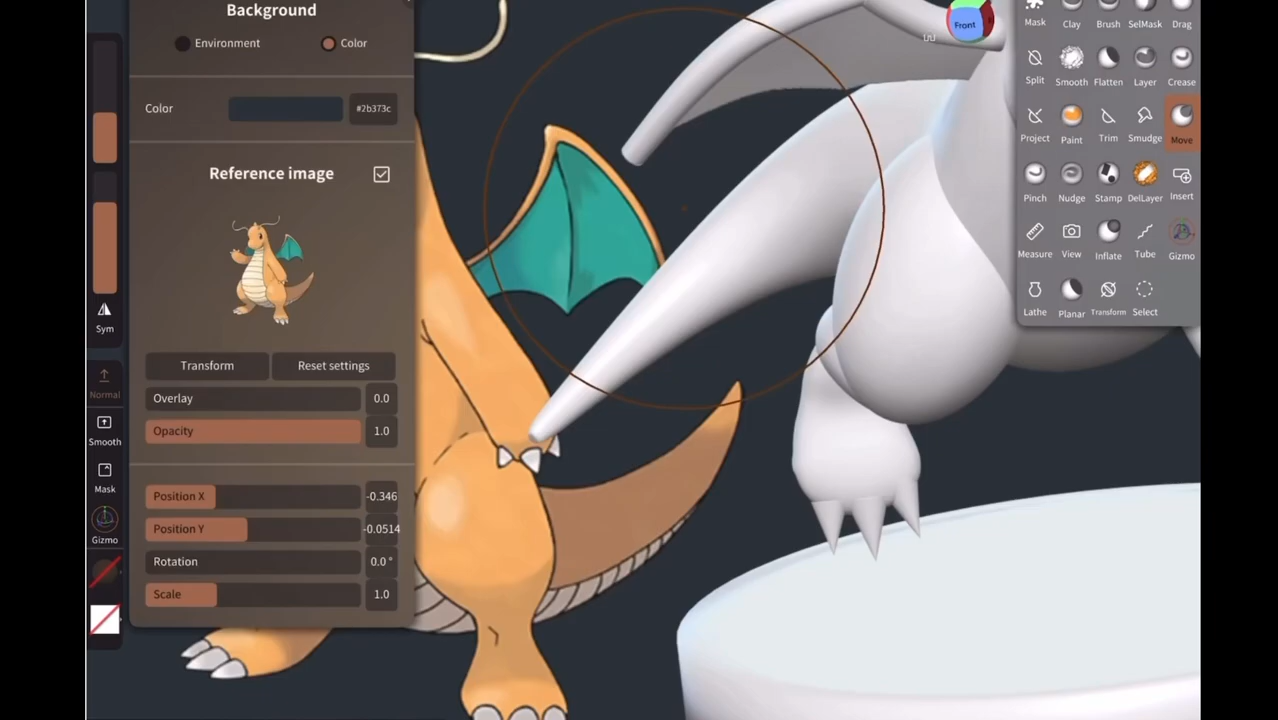 Background
Environment
Color
Color
#2b373c
Reference image
Transform
Reset settings
Overlay
0.0
Opacity
1.0
Position X
-0.346
Position Y
-0.0514
Rotation
0.0 °
Scale
1.0
Sym
Normal
Smooth
Mask
Gizmo
Front
Mask
Clay
Brush
SelMask
Drag
Split
Smooth
Flatten
Layer
Crease
Project
Paint
Trim
Smudge
Move
Pinch
Nudge
Stamp
DelLayer
Insert
Measure
View
Inflate
Tube
Gizmo
Lathe
Planar
Transform
Select